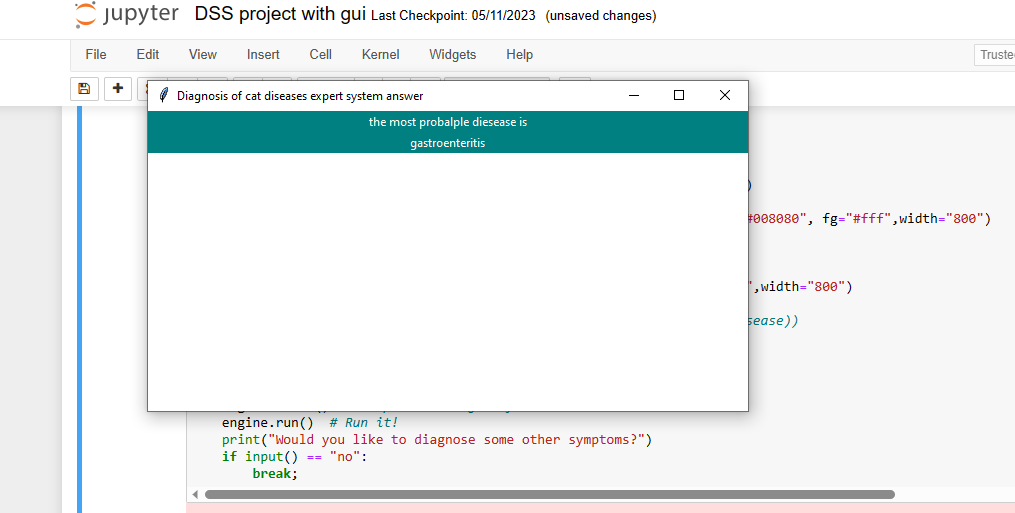 jupyter DSS project with gui Last Checkpoint: 05/11/2023 (unsaved changes)
File Edit View Insert Cell Kernel Widgets Help
Diagnosis of cat diseases expert system answer
the most probalple diesease is
gastroenteritis
)
#008080", fg="#fff",width="800")
",width="800")
sease))
engine.run() # Run it!
print("Would you like to diagnose some other symptoms?")
if input() == "no":
break;